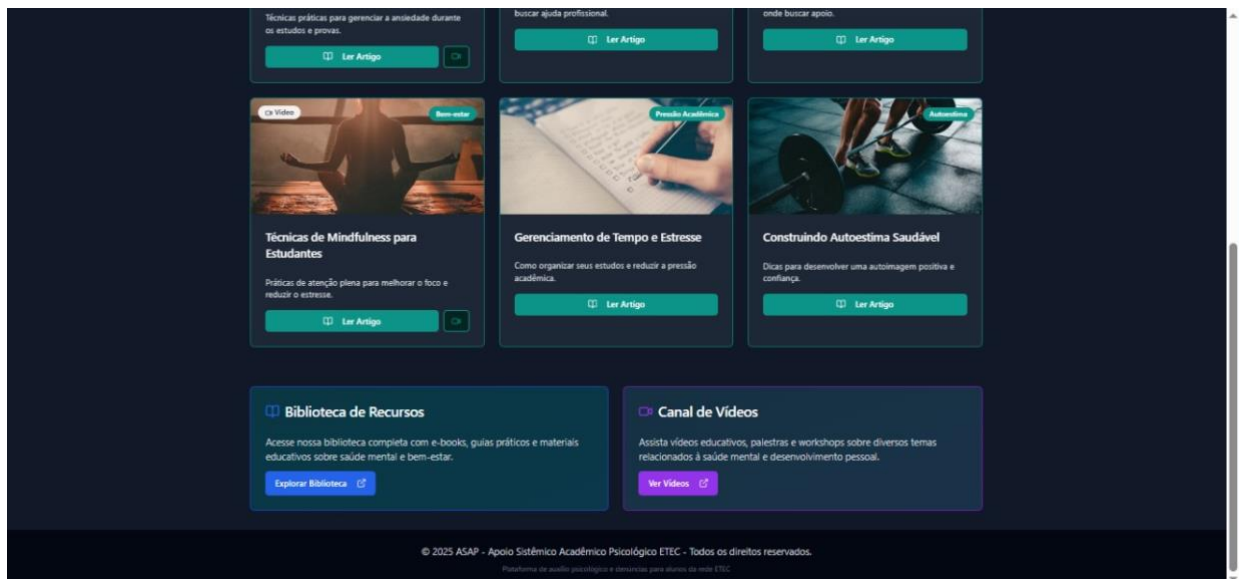 Técnicas práticas para gerenciar a ansiedade durante
os estudos e provas.
Ler Artigo
buscar ajuda profissional.
Ler Artigo
onde buscar apoio.
Ler Artigo
Vídeo
Bem-estar
Técnicas de Mindfulness para
Estudantes
Práticas de atenção plena para melhorar o foco e
reduzir o estresse.
Ler Artigo
Pressão Acadêmica
Gerenciamento de Tempo e Estresse
Como organizar seus estudos e reduzir a pressão
acadêmica.
Ler Artigo
Autoestima
Construindo Autoestima Saudável
Dicas para desenvolver uma autoimagem positiva e
confiança.
Ler Artigo
Biblioteca de Recursos
Acesse nossa biblioteca completa com e-books, guias práticos e materiais
educativos sobre saúde mental e bem-estar.
Explorar Biblioteca
Canal de Vídeos
Assista vídeos educativos, palestras e workshops sobre diversos temas
relacionados à saúde mental e desenvolvimento pessoal.
Ver Vídeos
© 2025 ASAP - Apoio Sistêmico Acadêmico Psicológico ETEC - Todos os direitos reservados.
Plataforma de auxílio psicológico e denúncias para alunos da rede ETEC